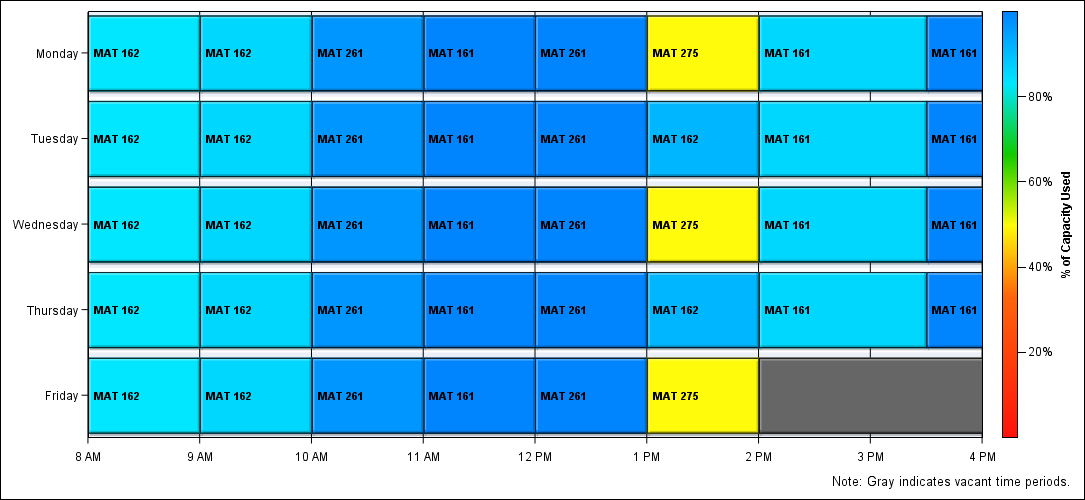 Monday
MAT 162
MAT 162
MAT 261
MAT 161
MAT 261
MAT 275
MAT 161
MAT 161
Tuesday
MAT 162
MAT 162
MAT 261
MAT 161
MAT 261
MAT 162
MAT 161
MAT 161
Wednesday
MAT 162
MAT 162
MAT 261
MAT 161
MAT 261
MAT 275
MAT 161
MAT 161
Thursday
MAT 162
MAT 162
MAT 261
MAT 161
MAT 261
MAT 162
MAT 161
MAT 161
Friday
MAT 162
MAT 162
MAT 261
MAT 161
MAT 261
MAT 275
8 AM
9 AM
10 AM
11 AM
12 PM
1 PM
2 PM
3 PM
4 PM
80%
60%
40%
20%
% of Capacity Used
Note: Gray indicates vacant time periods.